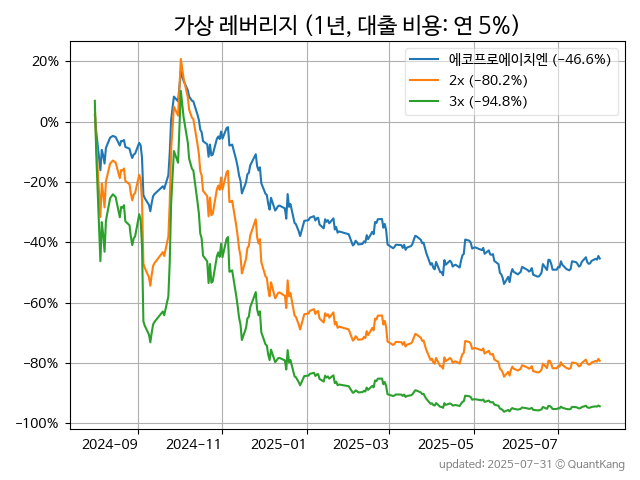 가상 레버리지 (1년, 대출 비용: 연 5%)
에코프로에이치엔 (−46.6%)
2x (−80.2%)
3x (−94.8%)
20%
0%
−20%
−40%
−60%
−80%
−100%
2024-09 2024-11 2025-01 2025-03 2025-05 2025-07
updated: 2025-07-31 © QuantKang